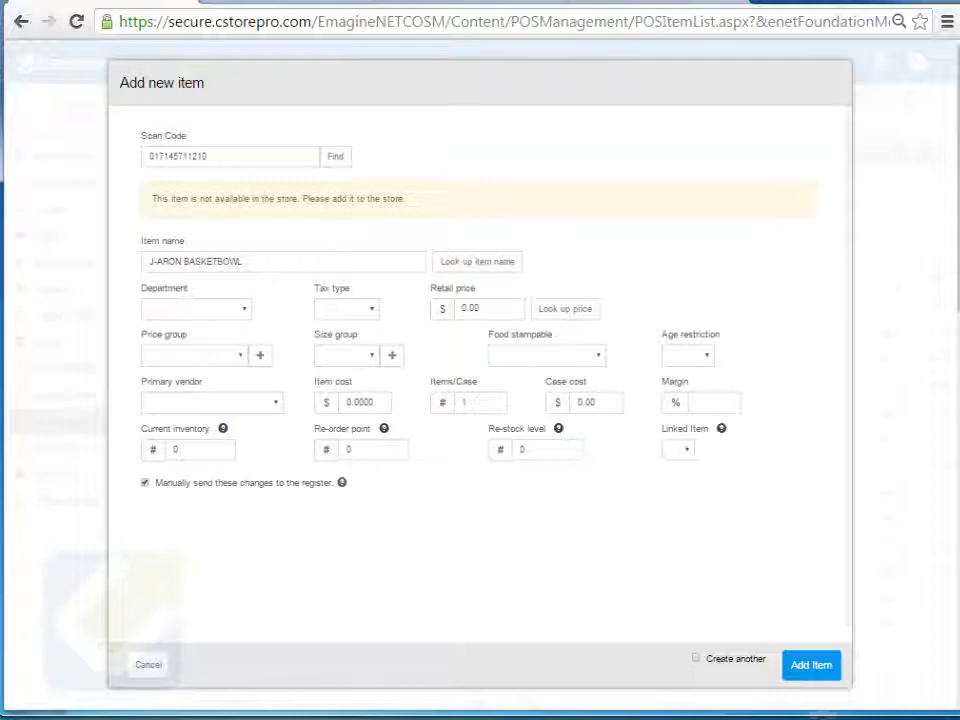 https://secure.cstorepro.com/EmagineNETCOSM/Content/POSManagement/POSItemList.aspx?&enetFoundationM
Add new item
Scan Code
017145711210 Find
This item is not available in the store. Please add it to the store.
Item name
J-ARON BASKETBOWL Look up item name
Department Tax type Retail price
$ 0.00 Look up price
Price group Size group Food stampable Age restriction
+ +
Primary vendor Item cost Items/Case Case cost Margin
$ 0.0000 # 1 $ 0.00 %
Current inventory ? Re-order point ? Re-stock level ? Linked Item ?
# 0 # 0 # 0
Manually send these changes to the register. ?
Cancel Create another Add Item